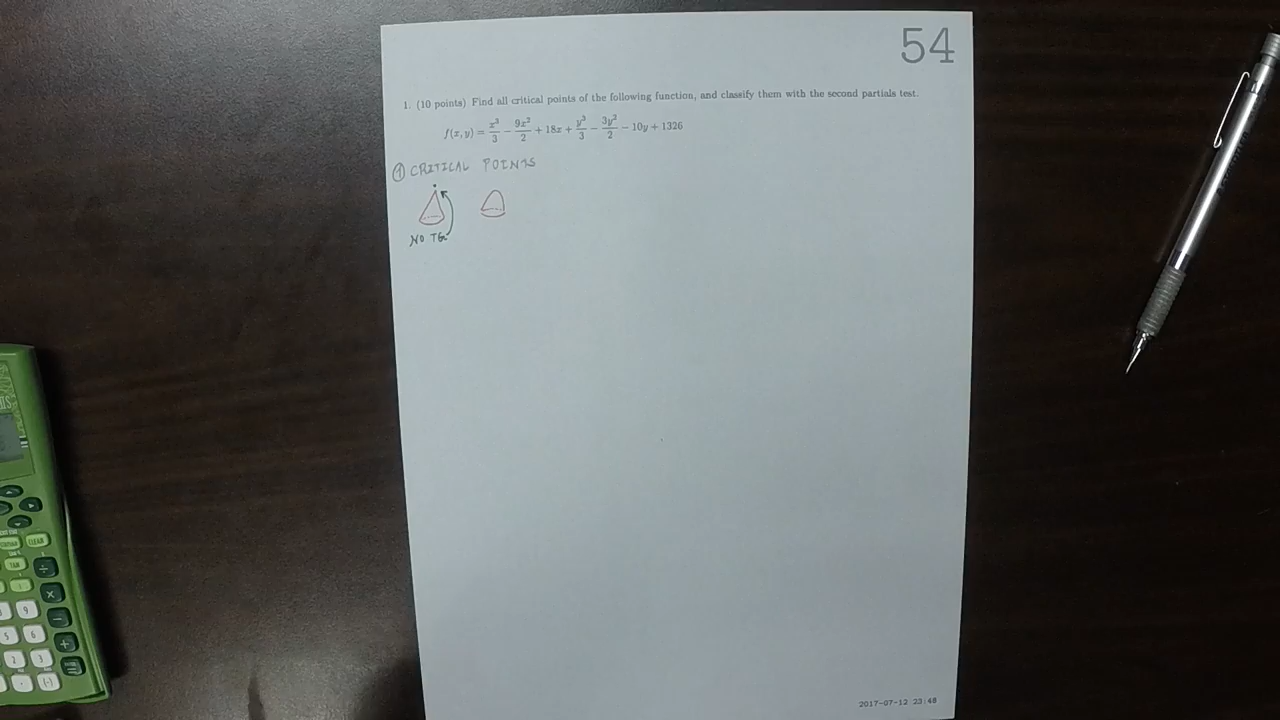 54
1. (10 points) Find all critical points of the following function, and classify them with the second partials test.
f(x, y) = x³/3 − 9x²/2 + 18x + y³/3 − 3y²/2 − 10y + 1326
① CRITICAL POINTS
NO TGL
2017-07-12 23:48